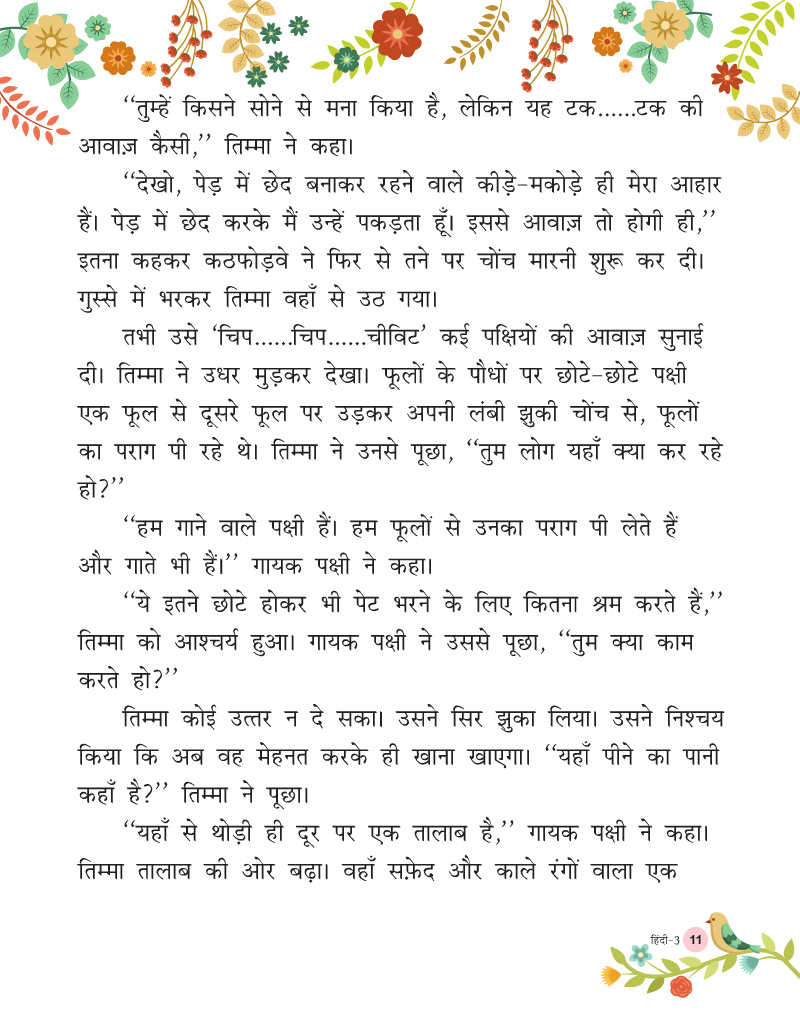 ‘‘तुम्हें किसने सोने से मना किया है, लेकिन यह टक......टक की
आवाज़ कैसी,’’ तिम्मा ने कहा।
‘‘देखो, पेड़ में छेद बनाकर रहने वाले कीड़े-मकोड़े ही मेरा आहार
हैं। पेड़ में छेद करके मैं उन्हें पकड़ता हूँ। इससे आवाज़ तो होगी ही,’’
इतना कहकर कठफोड़वे ने फिर से तने पर चोंच मारनी शुरू कर दी।
गुस्से में भरकर तिम्मा वहाँ से उठ गया।
तभी उसे ‘चिप......चिप......चीविट’ कई पक्षियों की आवाज़ सुनाई
दी। तिम्मा ने उधर मुड़कर देखा। फूलों के पौधों पर छोटे-छोटे पक्षी
एक फूल से दूसरे फूल पर उड़कर अपनी लंबी झुकी चोंच से, फूलों
का पराग पी रहे थे। तिम्मा ने उनसे पूछा, ‘‘तुम लोग यहाँ क्या कर रहे
हो?’’
‘‘हम गाने वाले पक्षी हैं। हम फूलों से उनका पराग पी लेते हैं
और गाते भी हैं।’’ गायक पक्षी ने कहा।
‘‘ये इतने छोटे होकर भी पेट भरने के लिए कितना श्रम करते हैं,’’
तिम्मा को आश्चर्य हुआ। गायक पक्षी ने उससे पूछा, ‘‘तुम क्या काम
करते हो?’’
तिम्मा कोई उत्तर न दे सका। उसने सिर झुका लिया। उसने निश्चय
किया कि अब वह मेहनत करके ही खाना खाएगा। ‘‘यहाँ पीने का पानी
कहाँ है?’’ तिम्मा ने पूछा।
‘‘यहाँ से थोड़ी ही दूर पर एक तालाब है,’’ गायक पक्षी ने कहा।
तिम्मा तालाब की ओर बढ़ा। वहाँ सफ़ेद और काले रंगों वाला एक
हिंदी-3 11